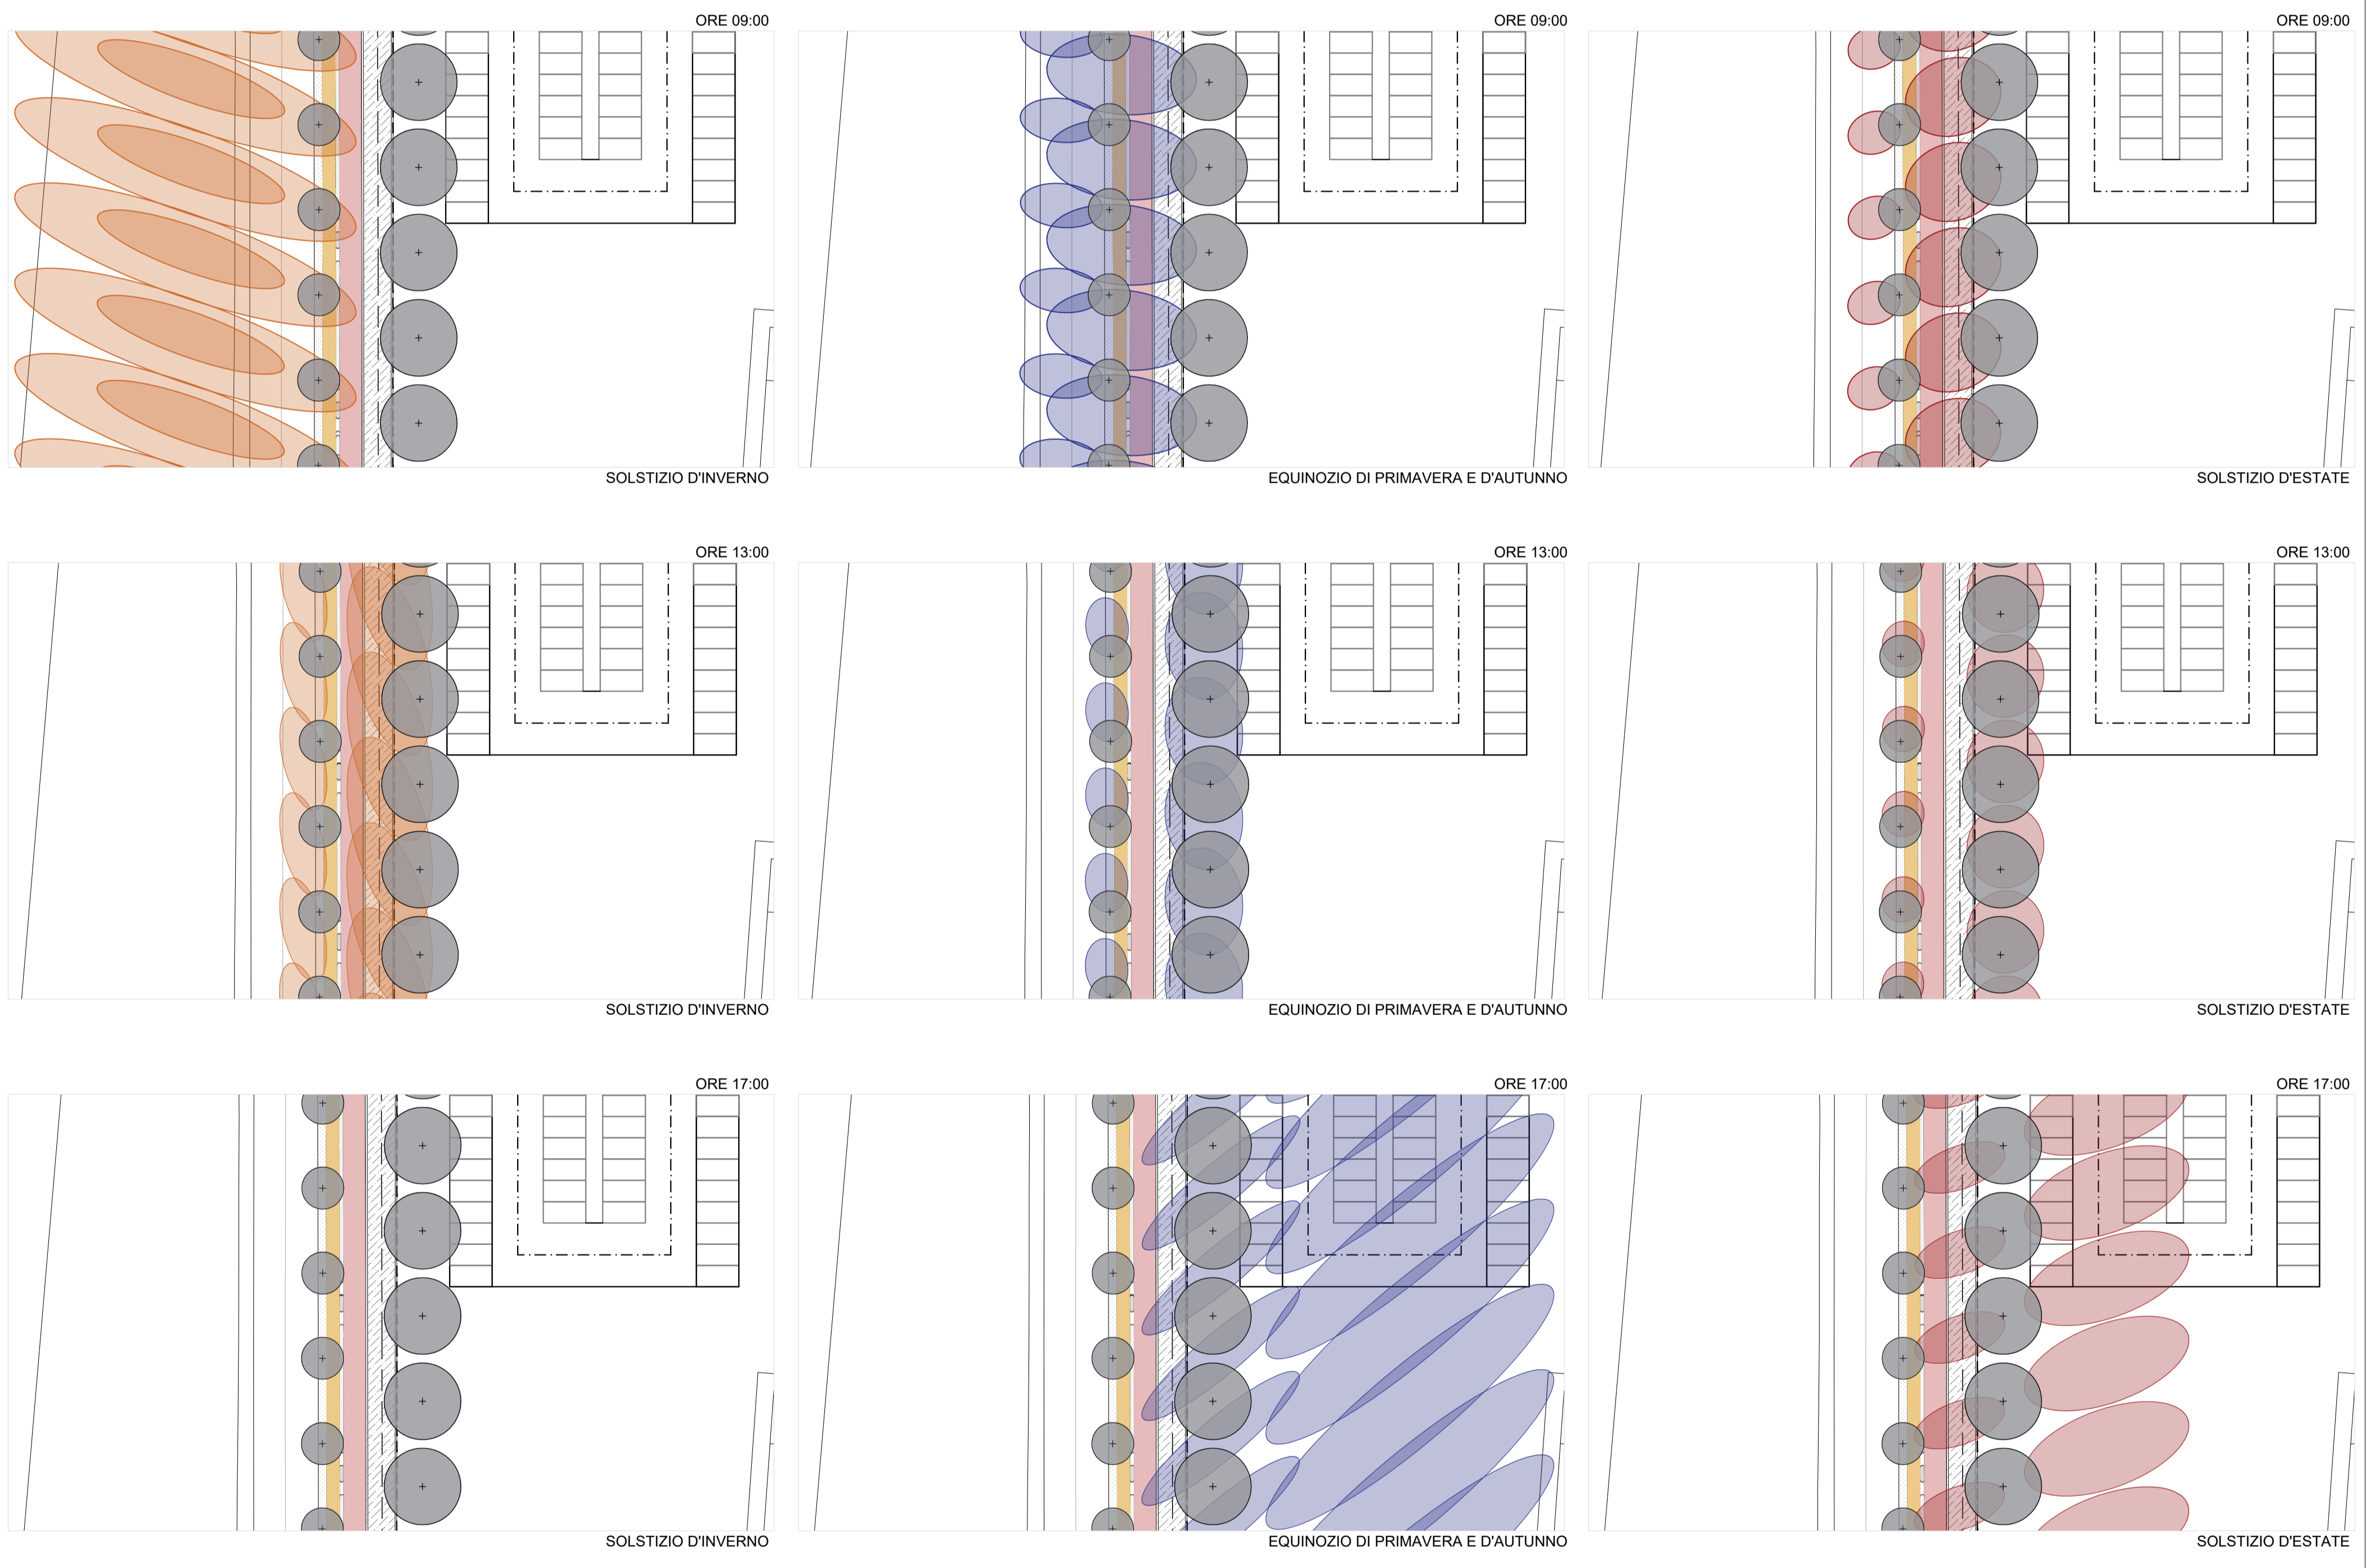 ORE 09:00
ORE 09:00
ORE 09:00
SOLSTIZIO D'INVERNO
EQUINOZIO DI PRIMAVERA E D'AUTUNNO
SOLSTIZIO D'ESTATE
ORE 13:00
ORE 13:00
ORE 13:00
SOLSTIZIO D'INVERNO
EQUINOZIO DI PRIMAVERA E D'AUTUNNO
SOLSTIZIO D'ESTATE
ORE 17:00
ORE 17:00
ORE 17:00
SOLSTIZIO D'INVERNO
EQUINOZIO DI PRIMAVERA E D'AUTUNNO
SOLSTIZIO D'ESTATE